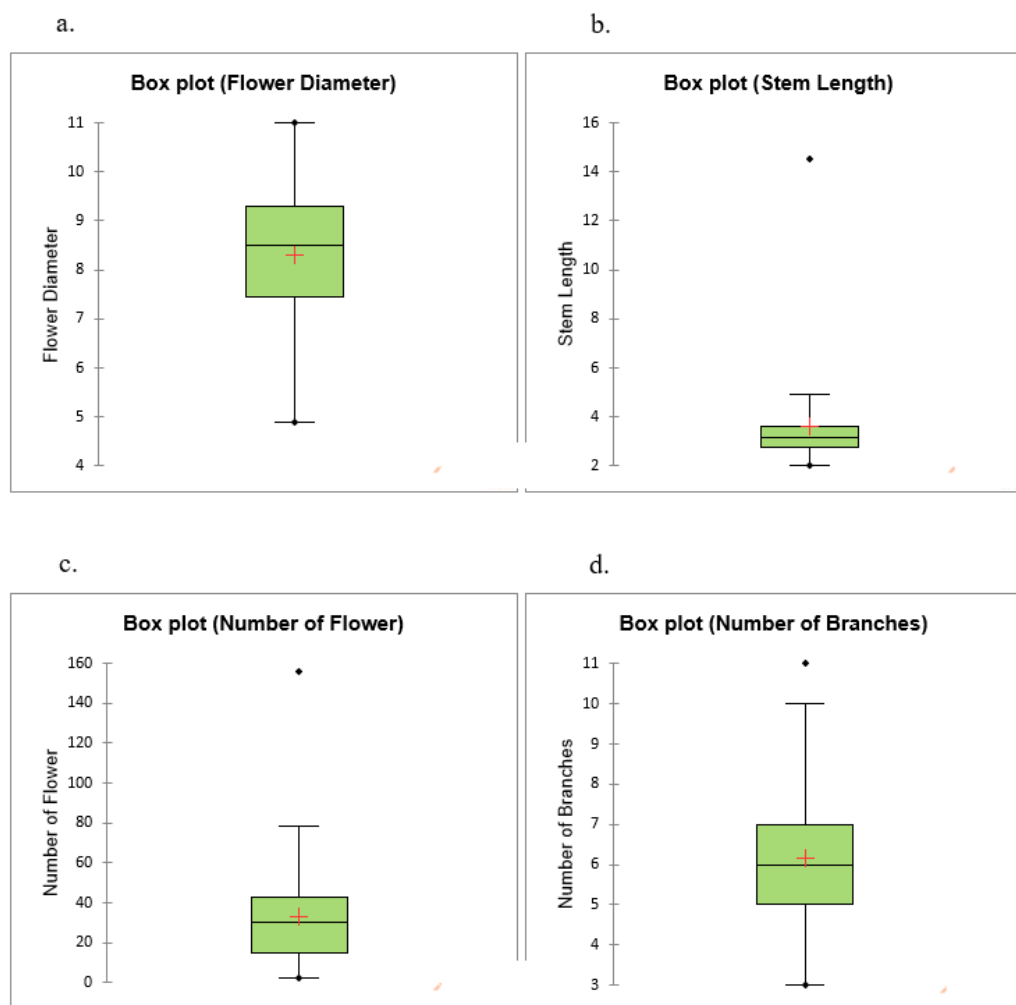 a.
Box plot (Flower Diameter)
11
10
9
8
7
6
5
4
Flower Diameter
b.
Box plot (Stem Length)
16
14
12
10
8
6
4
2
Stem Length
c.
Box plot (Number of Flower)
160
140
120
100
80
60
40
20
0
Number of Flower
d.
Box plot (Number of Branches)
11
10
9
8
7
6
5
4
3
Number of Branches